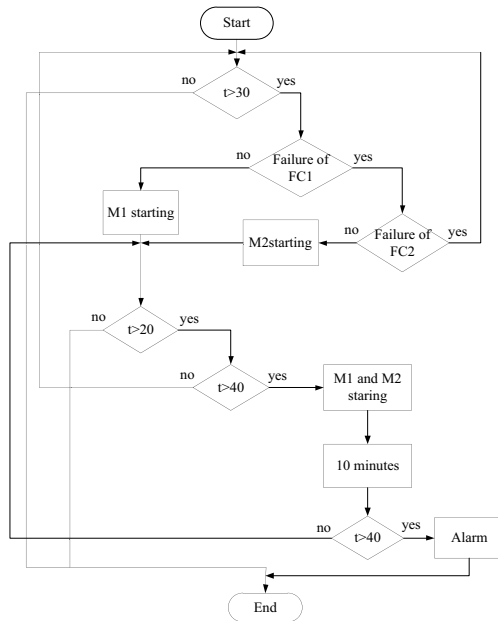 Start
no
yes
t>30
no
Failure of
FC1
yes
M1 starting
M2starting
no
Failure of
FC2
yes
no
yes
t>20
no
t>40
yes
M1 and M2
staring
10 minutes
no
yes
t>40
Alarm
End